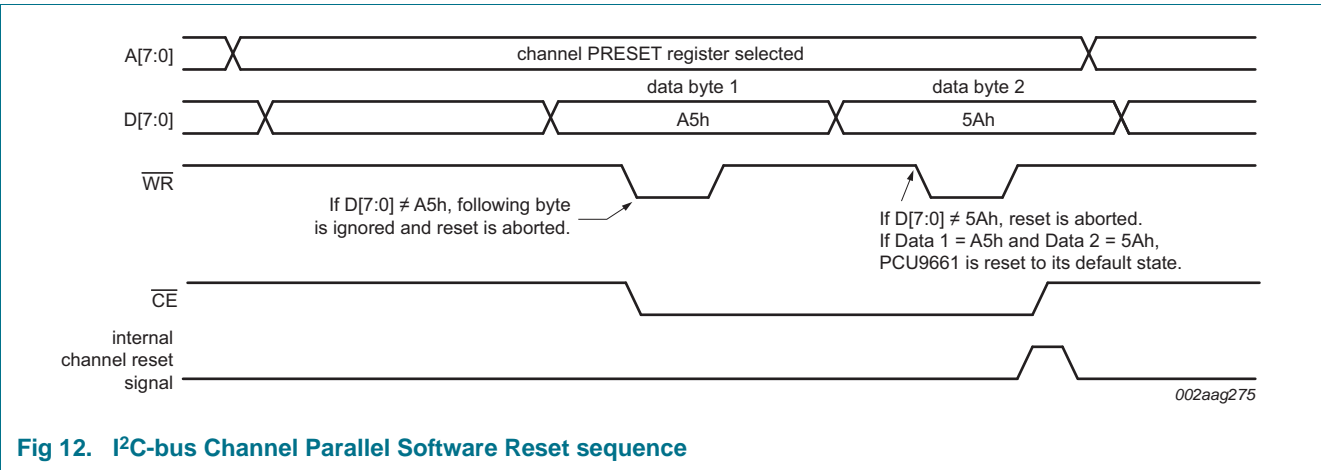 A[7:0]
channel PRESET register selected
data byte 1
data byte 2
D[7:0]
A5h
5Ah
WR
If D[7:0] ≠ A5h, following byte
is ignored and reset is aborted.
If D[7:0] ≠ 5Ah, reset is aborted.
If Data 1 = A5h and Data 2 = 5Ah,
PCU9661 is reset to its default state.
CE
internal
channel reset
signal
002aag275
Fig 12. I2C-bus Channel Parallel Software Reset sequence